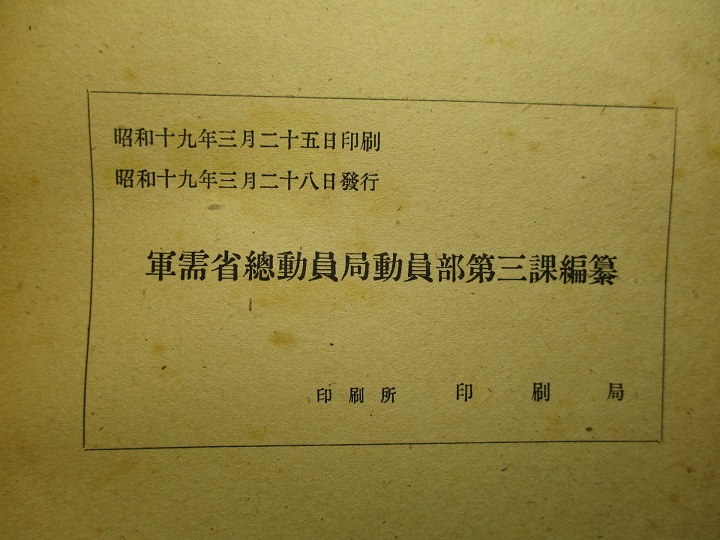 昭和十九年三月二十五日印刷
昭和十九年三月二十八日發行
軍需省總動員局動員部第三課編纂
印刷所 印刷局